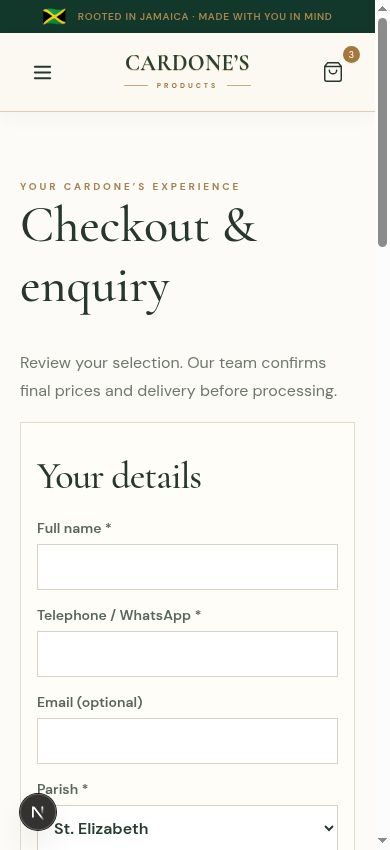 ROOTED IN JAMAICA · MADE WITH YOU IN MIND
CARDONE’S
PRODUCTS
3
YOUR CARDONE’S EXPERIENCE
Checkout &
enquiry
Review your selection. Our team confirms
final prices and delivery before processing.
Your details
Full name *
Telephone / WhatsApp *
Email (optional)
Parish *
N
St. Elizabeth